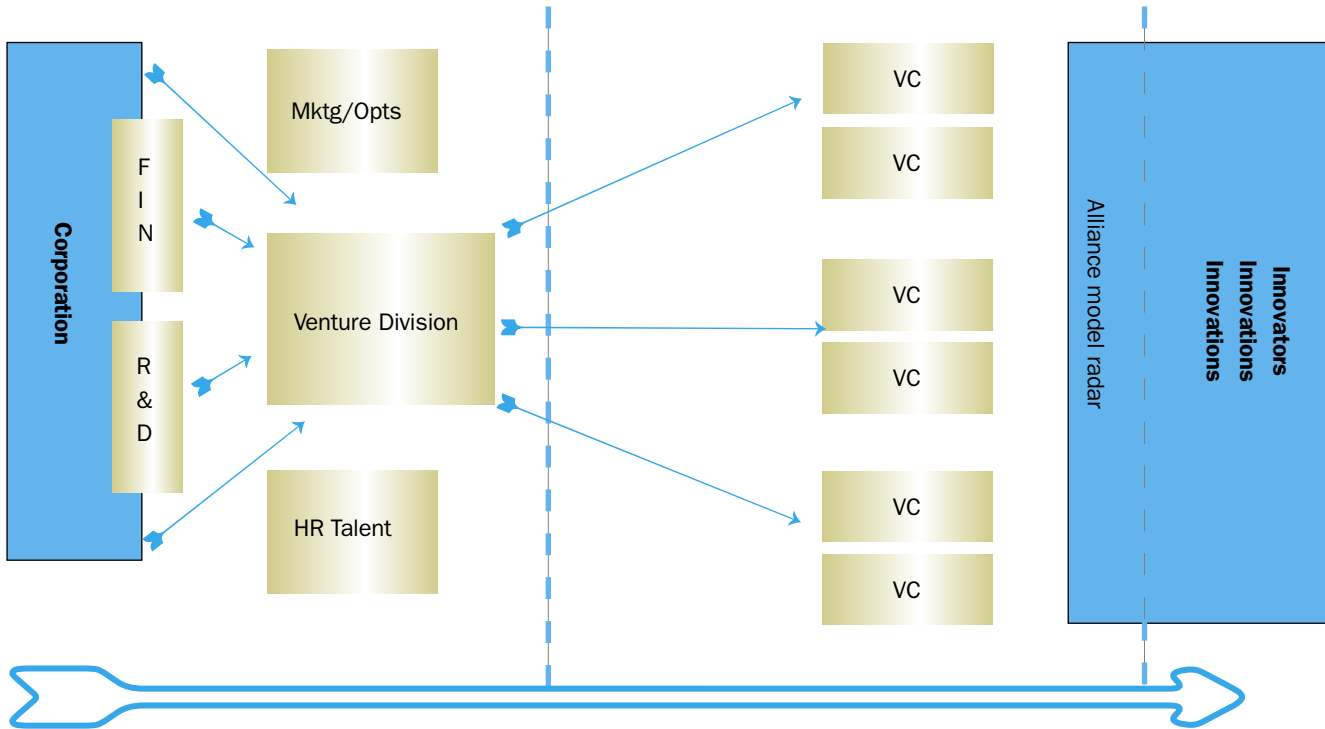 Corporation
F
I
N
R
&
D
Mktg/Opts
Venture Division
HR Talent
VC
VC
VC
VC
VC
VC
Alliance model radar
Innovators
Innovations
Innovations